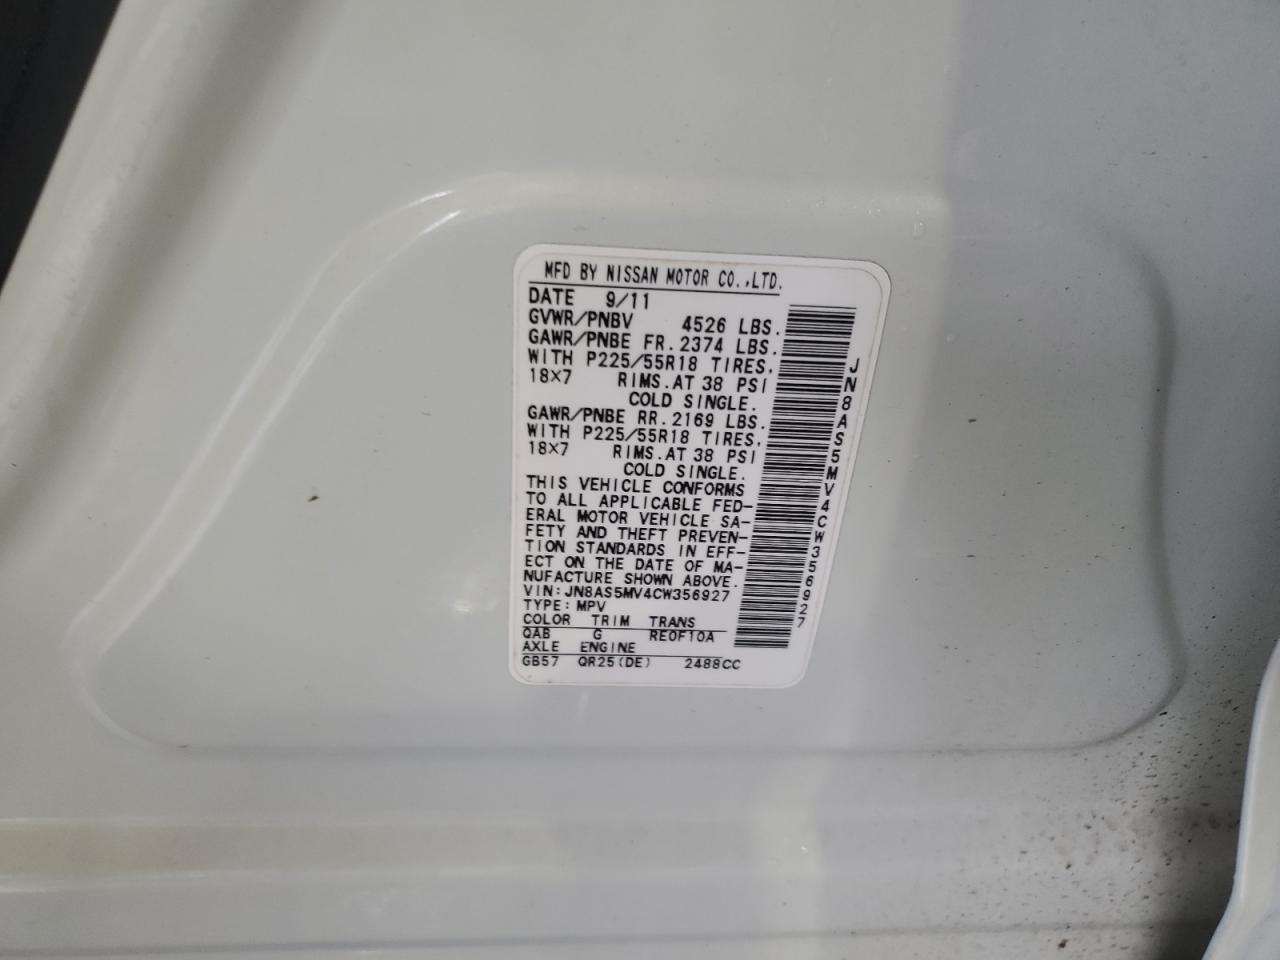 MFD BY NISSAN MOTOR CO.,LTD.
DATE 9/11
GVWR/PNBV 4526 LBS.
GAWR/PNBE FR. 2374 LBS.
WITH P225/55R18 TIRES,
18X7 RIMS. AT 38 PSI
COLD SINGLE.
GAWR/PNBE RR. 2169 LBS.
WITH P225/55R18 TIRES,
18X7 RIMS. AT 38 PSI
COLD SINGLE.
THIS VEHICLE CONFORMS
TO ALL APPLICABLE FED-
ERAL MOTOR VEHICLE SA-
FETY AND THEFT PREVEN-
TION STANDARDS IN EFF-
ECT ON THE DATE OF MA-
NUFACTURE SHOWN ABOVE.
VIN: JN8AS5MV4CW356927
TYPE: MPV
COLOR TRIM TRANS
QAB G RE0F10A
AXLE ENGINE
GB57 QR25(DE) 2488CC
JN8AS5MV4CW356927